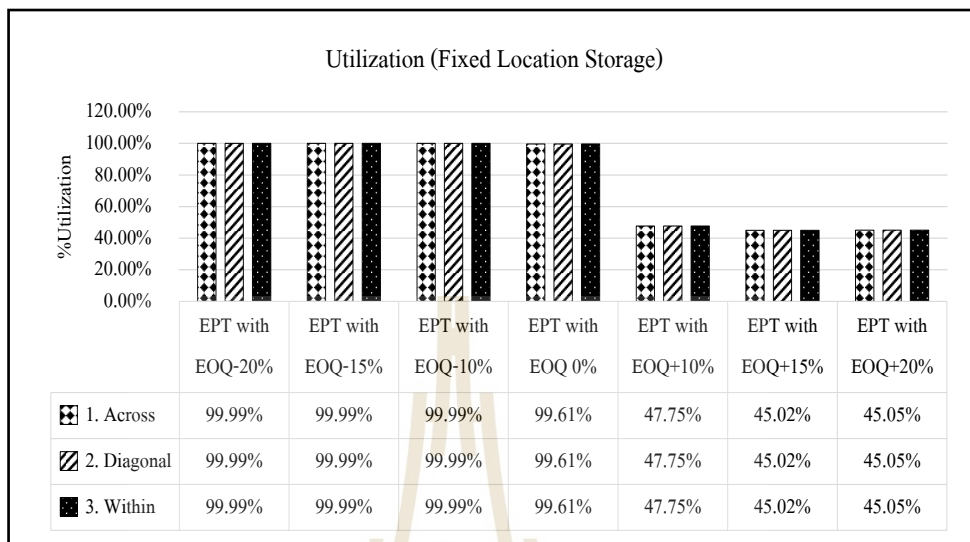 Utilization (Fixed Location Storage)
%Utilization
120.00%
100.00%
80.00%
60.00%
40.00%
20.00%
0.00%
EPT with EPT with EPT with EPT with EPT with EPT with EPT with
EOQ-20% EOQ-15% EOQ-10% EOQ 0% EOQ+10% EOQ+15% EOQ+20%
1. Across 99.99% 99.99% 99.99% 99.61% 47.75% 45.02% 45.05%
2. Diagonal 99.99% 99.99% 99.99% 99.61% 47.75% 45.02% 45.05%
3. Within 99.99% 99.99% 99.99% 99.61% 47.75% 45.02% 45.05%